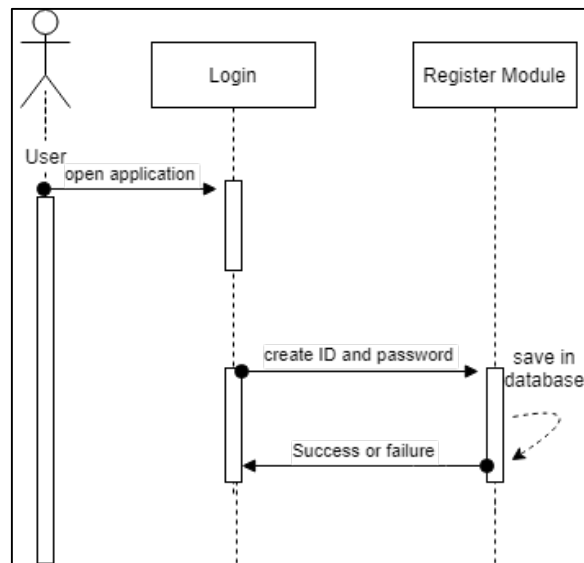 Login
Register Module
User
open application
create ID and password
save in
database
Success or failure